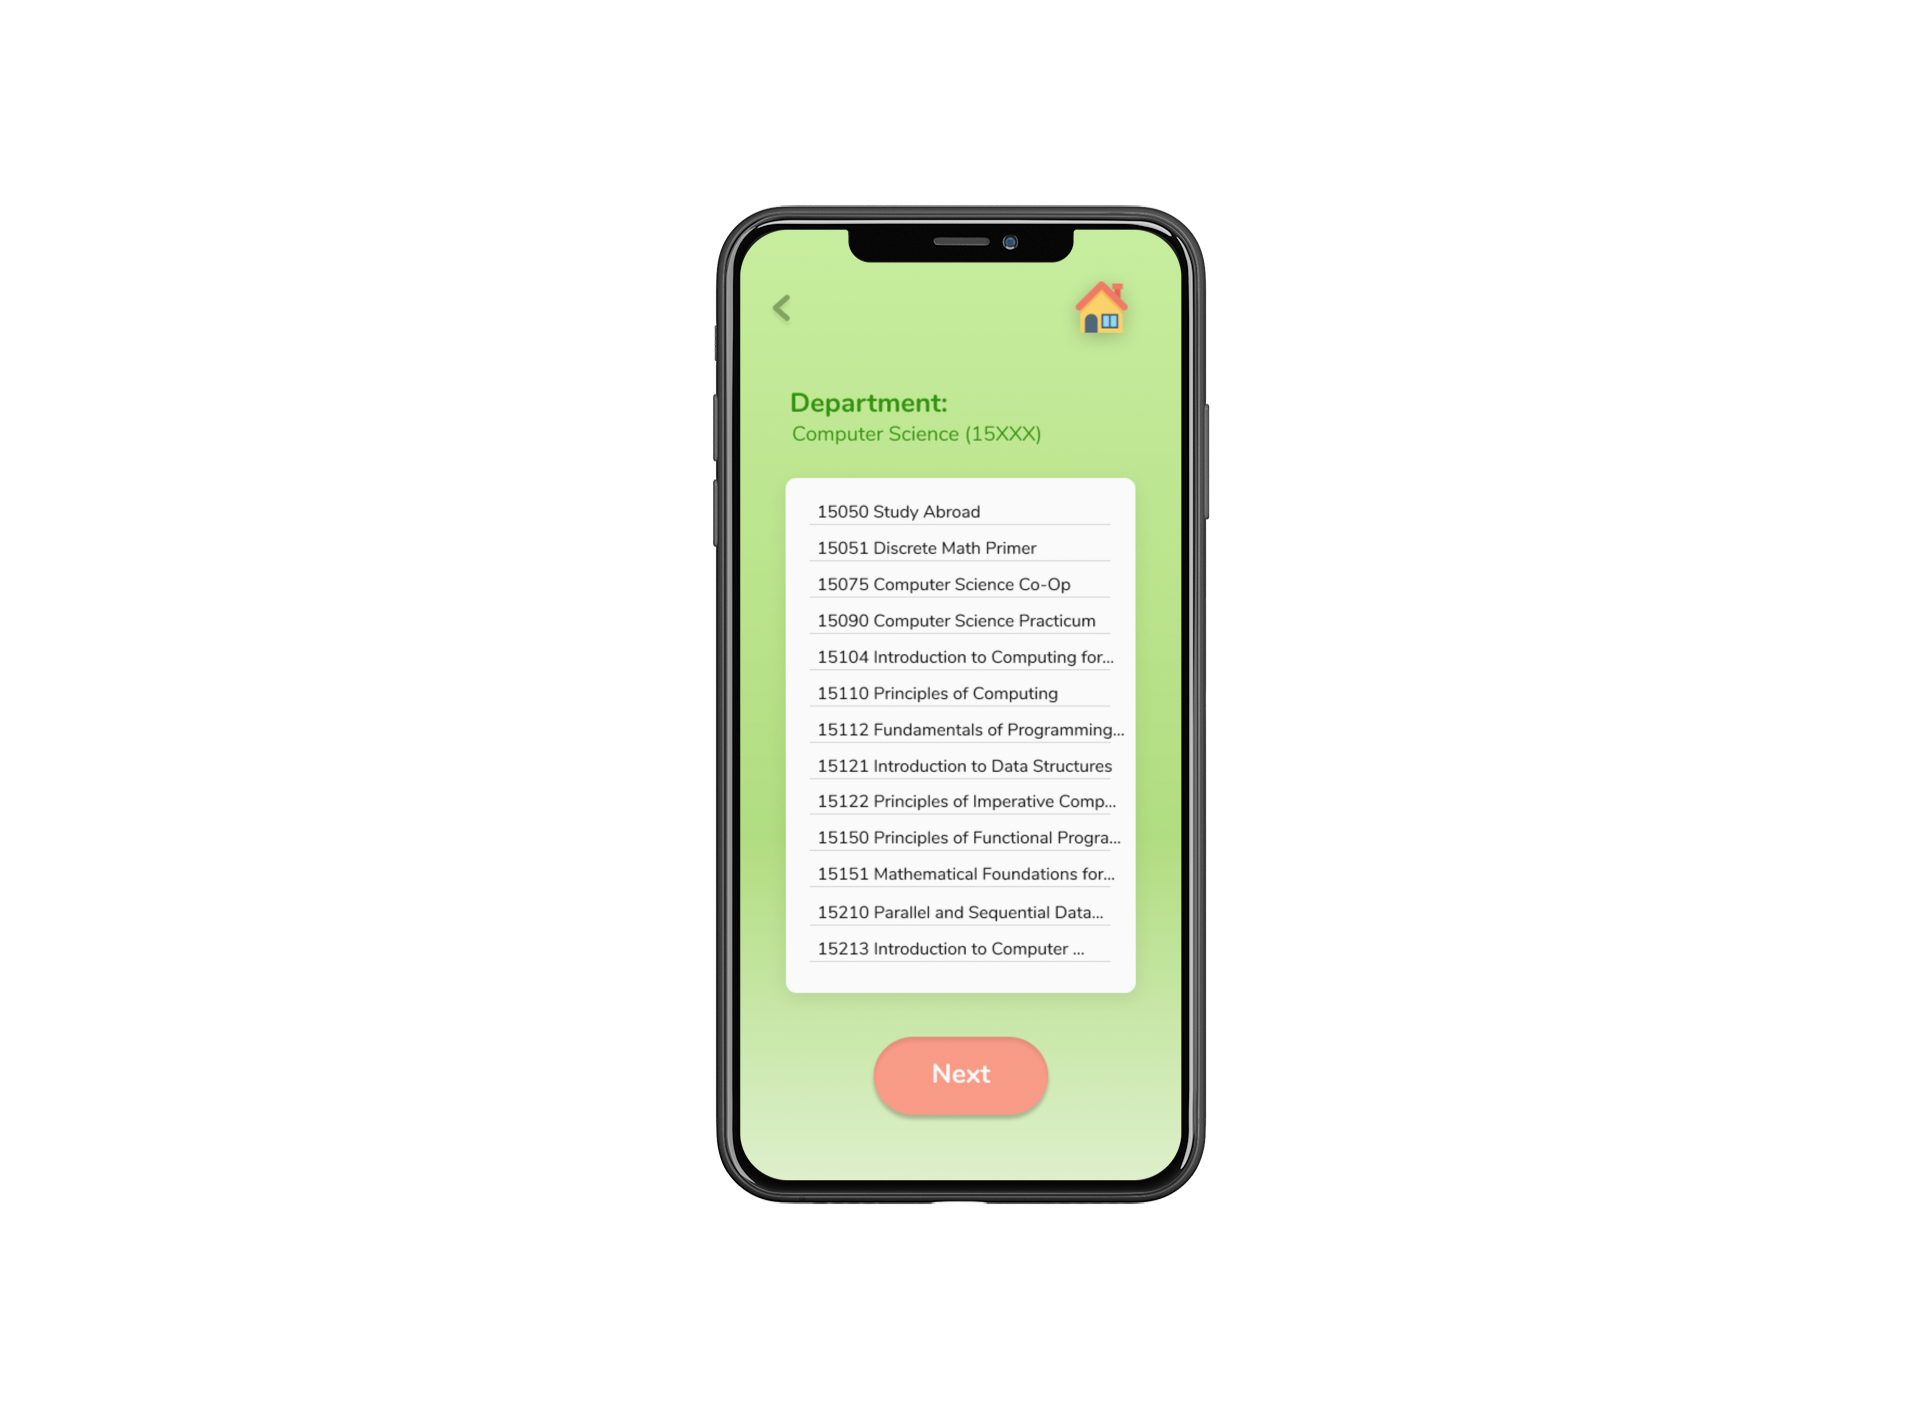 Department:
Computer Science (15XXX)
15050 Study Abroad
15051 Discrete Math Primer
15075 Computer Science Co-Op
15090 Computer Science Practicum
15104 Introduction to Computing for...
15110 Principles of Computing
15112 Fundamentals of Programming...
15121 Introduction to Data Structures
15122 Principles of Imperative Comp...
15150 Principles of Functional Progra...
15151 Mathematical Foundations for...
15210 Parallel and Sequential Data...
15213 Introduction to Computer ...
Next